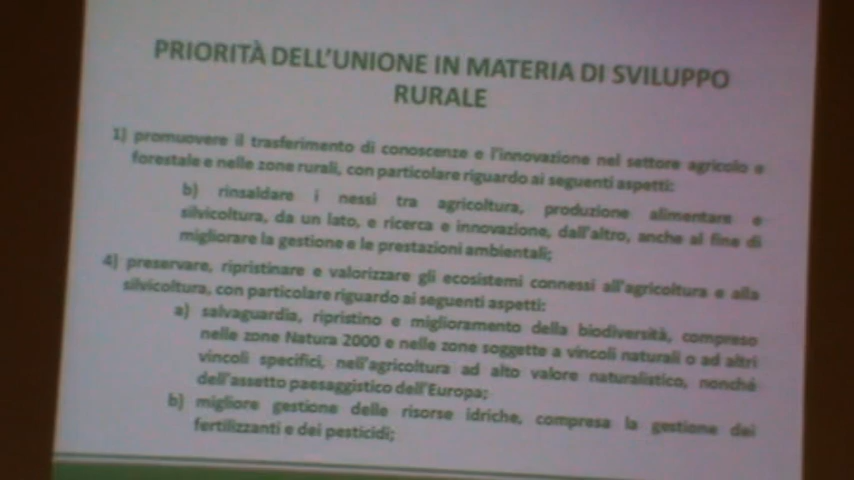 PRIORITÀ DELL'UNIONE IN MATERIA DI SVILUPPO
RURALE
1) promuovere il trasferimento di conoscenze e l'innovazione nel settore agricolo e
forestale e nelle zone rurali, con particolare riguardo ai seguenti aspetti:
b) rinsaldare i nessi tra agricoltura, produzione alimentare e
silvicoltura, da un lato, e ricerca e innovazione, dall'altro, anche al fine di
migliorare la gestione e le prestazioni ambientali;
4) preservare, ripristinare e valorizzare gli ecosistemi connessi all'agricoltura e alla
silvicoltura, con particolare riguardo ai seguenti aspetti:
a) salvaguardia, ripristino e miglioramento della biodiversità, compreso
nelle zone Natura 2000 e nelle zone soggette a vincoli naturali o ad altri
vincoli specifici, nell'agricoltura ad alto valore naturalistico, nonché
dell'assetto paesaggistico dell'Europa;
b) migliore gestione delle risorse idriche, compresa la gestione dei
fertilizzanti e dei pesticidi;